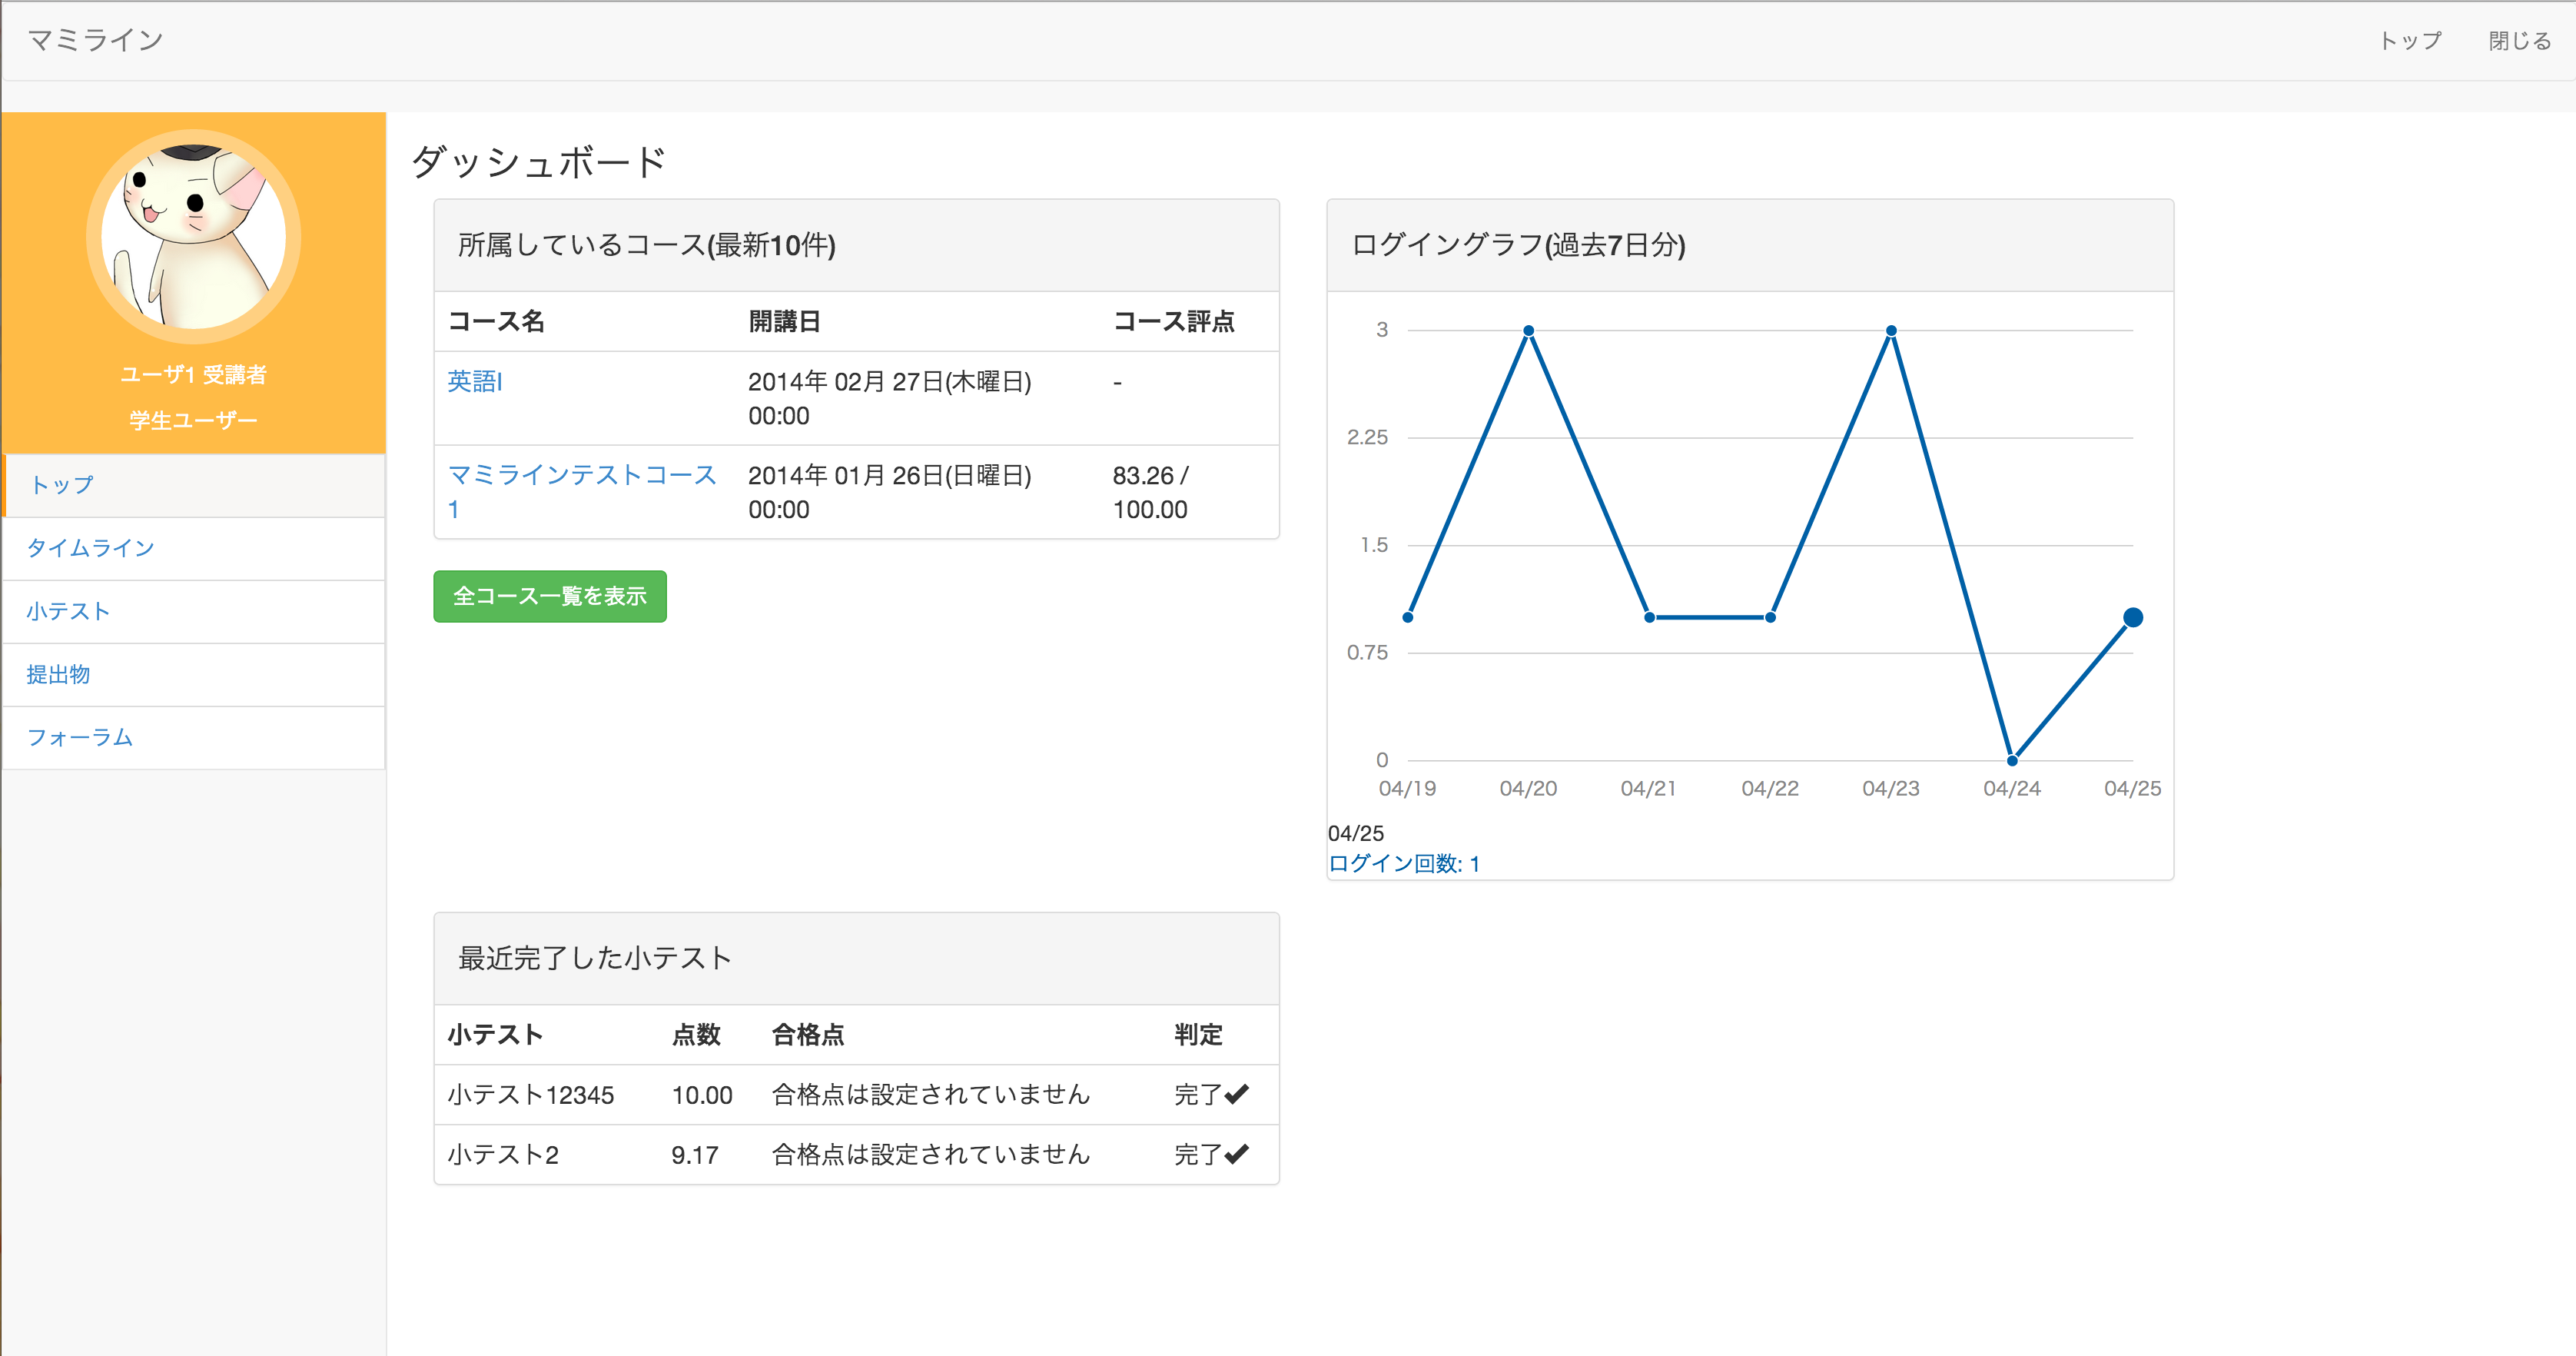 マミライン
トップ 閉じる
ユーザ1 受講者
学生ユーザー
トップ
タイムライン
小テスト
提出物
フォーラム
ダッシュボード
所属しているコース(最新10件)
コース名 開講日 コース評点
英語I 2014年 02月 27日(木曜日) -
00:00
マミラインテストコース 2014年 01月 26日(日曜日) 83.26 /
1 00:00 100.00
全コース一覧を表示
ログイングラフ(過去7日分)
3
2.25
1.5
0.75
0
04/19 04/20 04/21 04/22 04/23 04/24 04/25
04/25
ログイン回数: 1
最近完了した小テスト
小テスト 点数 合格点 判定
小テスト12345 10.00 合格点は設定されていません 完了✔
小テスト2 9.17 合格点は設定されていません 完了✔